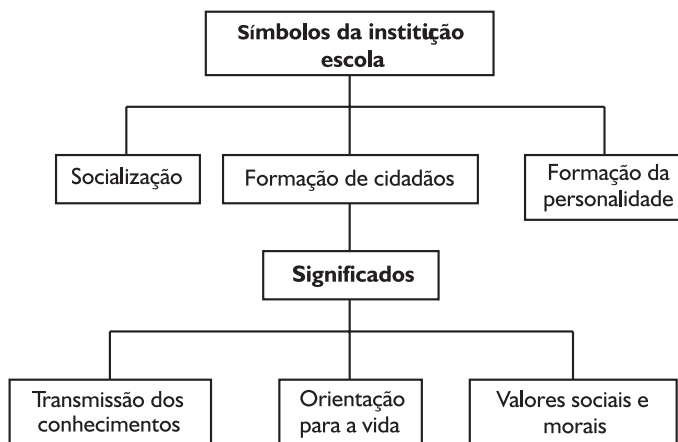 Símbolos da institução
escola
Socialização
Formação de cidadãos
Formação da
personalidade
Significados
Transmissão dos
conhecimentos
Orientação
para a vida
Valores sociais e
morais